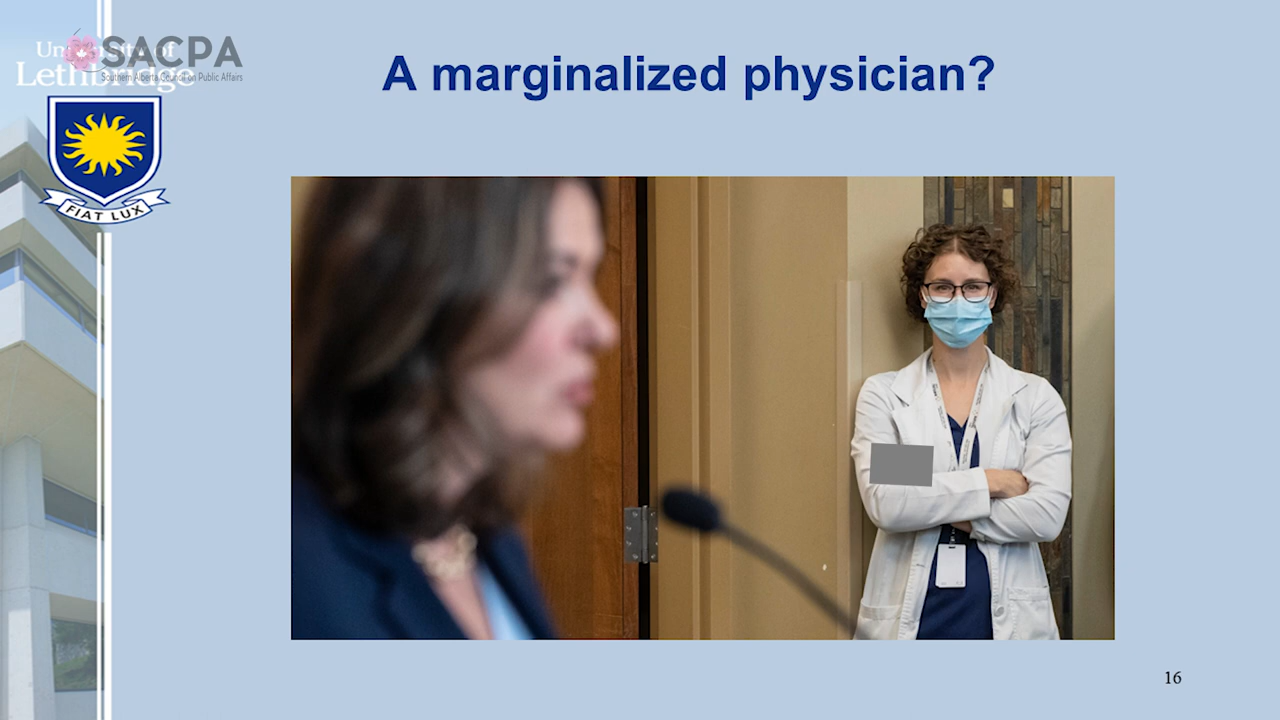 University of
Lethbridge
SACPA
Southern Alberta Council on Public Affairs
FIAT LUX
A marginalized physician?
16